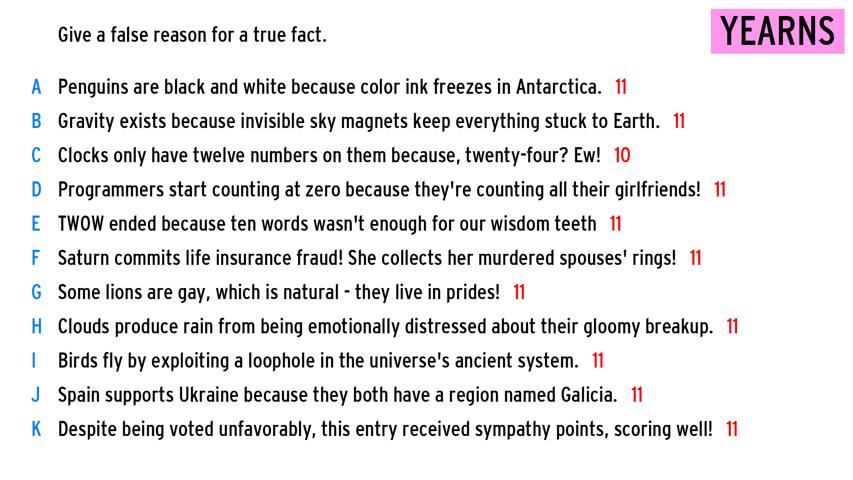 Give a false reason for a true fact.
YEARNS
A Penguins are black and white because color ink freezes in Antarctica. 11
B Gravity exists because invisible sky magnets keep everything stuck to Earth. 11
C Clocks only have twelve numbers on them because, twenty-four? Ew! 10
D Programmers start counting at zero because they're counting all their girlfriends! 11
E TWOW ended because ten words wasn't enough for our wisdom teeth 11
F Saturn commits life insurance fraud! She collects her murdered spouses' rings! 11
G Some lions are gay, which is natural - they live in prides! 11
H Clouds produce rain from being emotionally distressed about their gloomy breakup. 11
I Birds fly by exploiting a loophole in the universe's ancient system. 11
J Spain supports Ukraine because they both have a region named Galicia. 11
K Despite being voted unfavorably, this entry received sympathy points, scoring well! 11